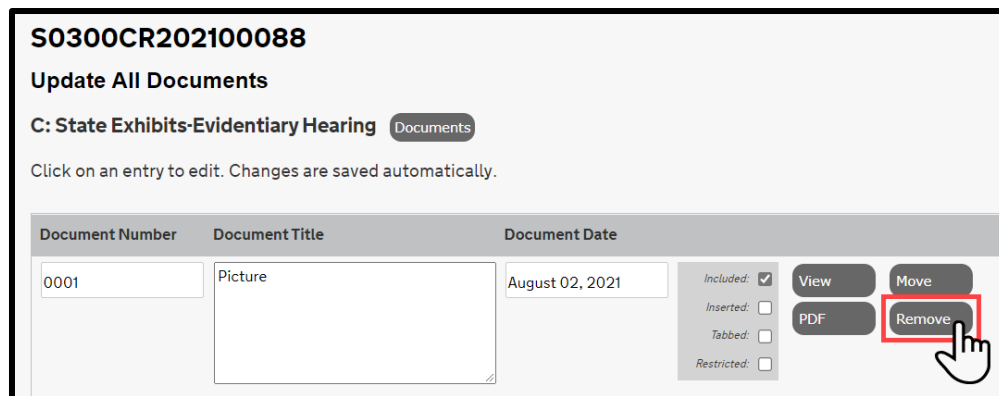 S0300CR202100088
Update All Documents
C: State Exhibits-Evidentiary Hearing Documents
Click on an entry to edit. Changes are saved automatically.
Document Number Document Title Document Date
0001 Picture August 02, 2021 Included: View Move
Inserted: PDF Remove
Tabbed:
Restricted: